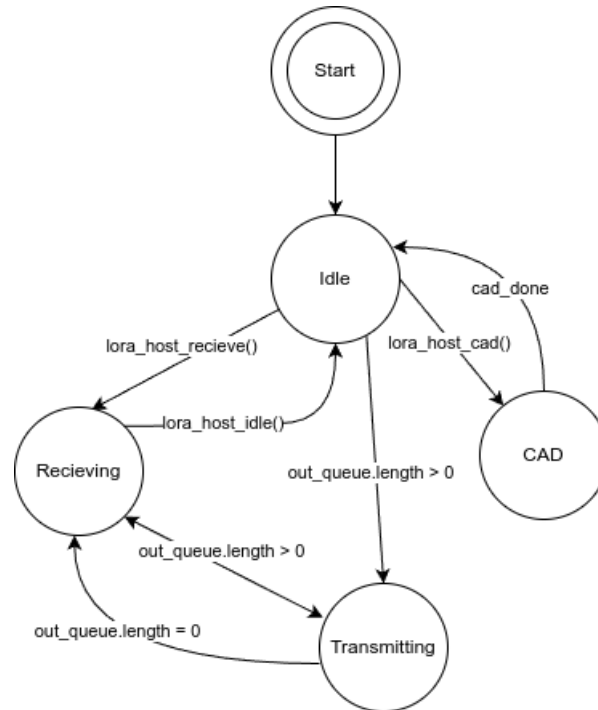 Start
Idle
cad_done
lora_host_recieve()
lora_host_cad()
lora_host_idle()
CAD
Recieving
out_queue.length > 0
out_queue.length > 0
out_queue.length = 0
Transmitting